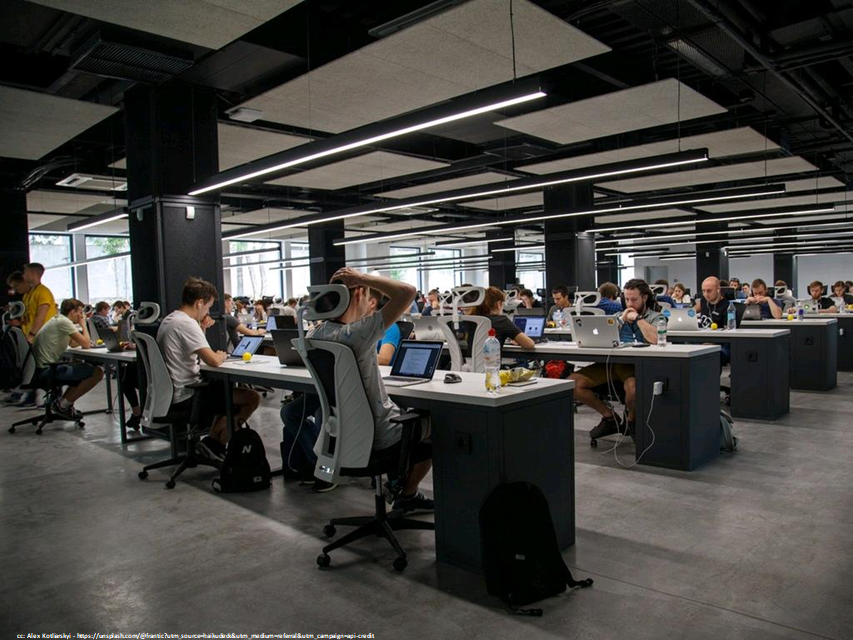 N
cc: Alex Kotliarskyi - https://unsplash.com/@frantic?utm_source=haikudeck&utm_medium=referral&utm_campaign=api-credit